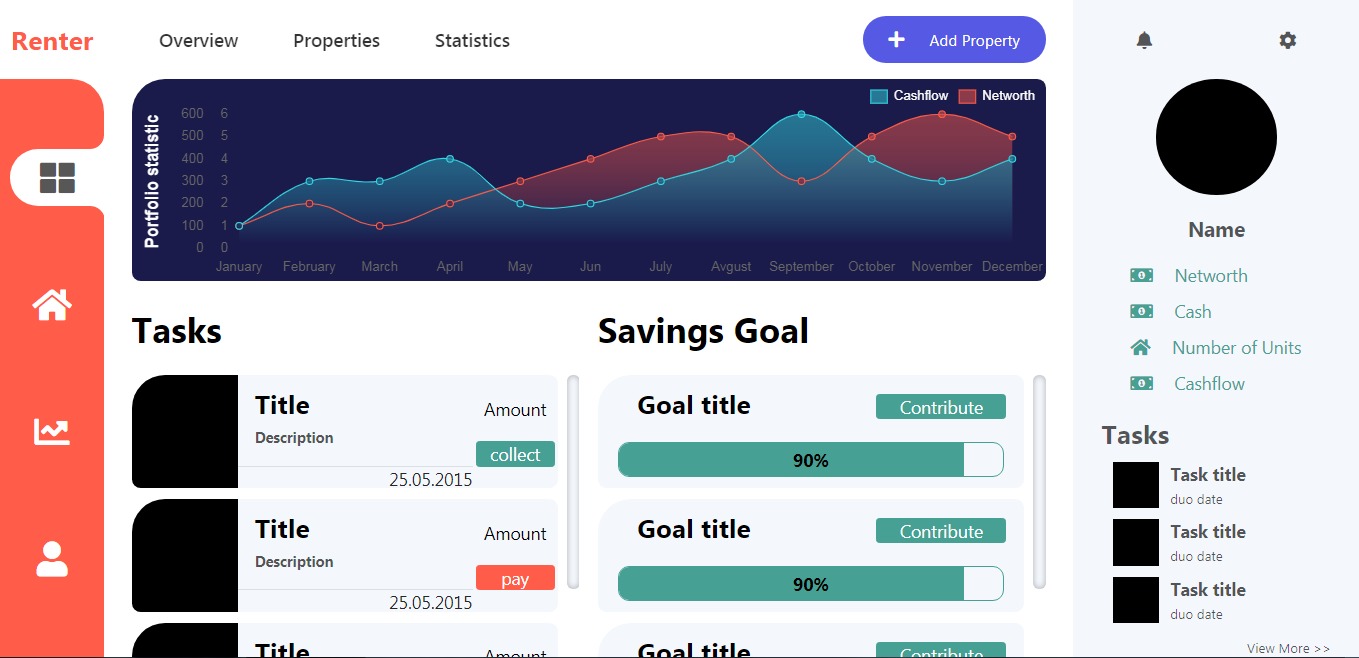 Renter
Overview
Properties
Statistics
+ Add Property
Cashflow
Networth
Portfolio statistic
600 6
500 5
400 4
300 3
200 2
100 1
0 0
January February March April May Jun July Avgust September October November December
Tasks
Title
Amount
Description
collect
25.05.2015
Title
Amount
Description
pay
25.05.2015
Title
Amount
Savings Goal
Goal title
Contribute
90%
Goal title
Contribute
90%
Goal title
Contribute
Name
Networth
Cash
Number of Units
Cashflow
Tasks
Task title
duo date
Task title
duo date
Task title
duo date
View More >>